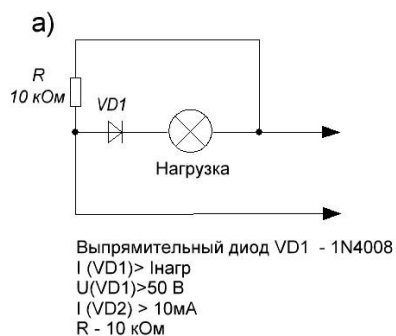 а)
R
10 кОм
VD1
Нагрузка
Выпрямительный диод VD1 - 1N4008
I (VD1)> Iнагр
U(VD1)>50 В
I (VD2) > 10мА
R - 10 кОм